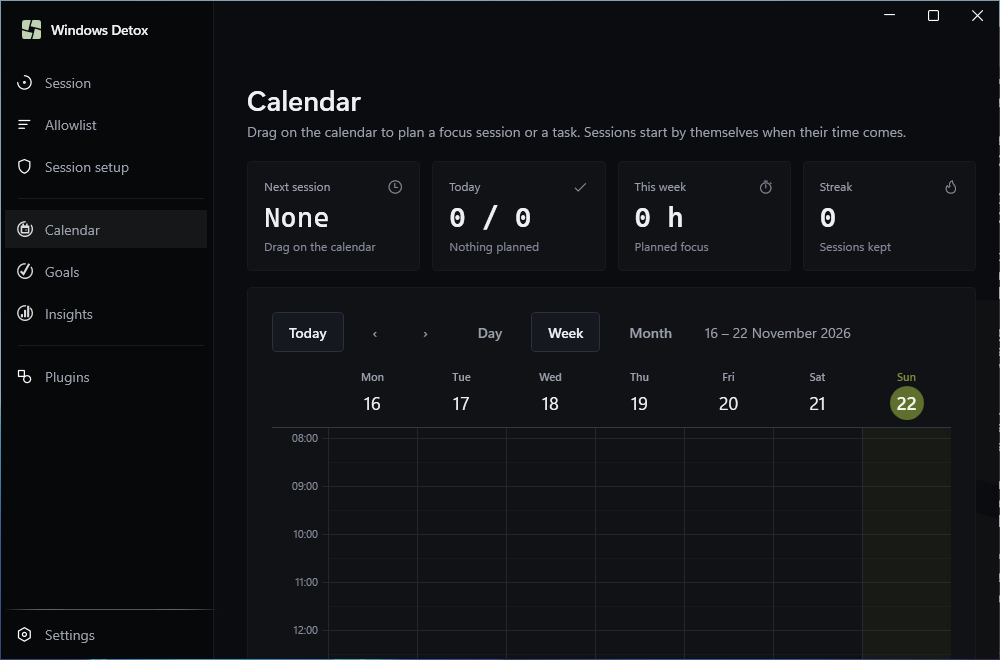 Windows Detox
Session
Allowlist
Session setup
Calendar
Goals
Insights
Plugins
Settings
Calendar
Drag on the calendar to plan a focus session or a task. Sessions start by themselves when their time comes.
Next session
None
Drag on the calendar
Today
0 / 0
Nothing planned
This week
0 h
Planned focus
Streak
0
Sessions kept
Today ‹ › Day Week Month 16 – 22 November 2026
Mon Tue Wed Thu Fri Sat Sun
16 17 18 19 20 21 22
08:00
09:00
10:00
11:00
12:00